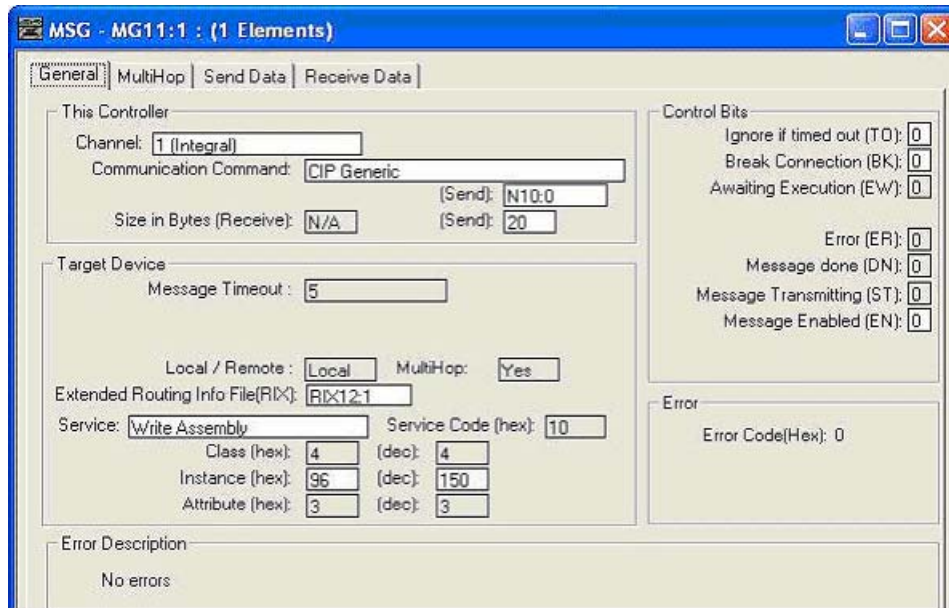 MSG - MG11:1 : (1 Elements)
General MultiHop Send Data Receive Data
This Controller
Channel: 1 (Integral)
Communication Command: CIP Generic
(Send): N10:0
Size in Bytes (Receive): N/A (Send): 20
Target Device
Message Timeout : 5
Local / Remote : Local MultiHop: Yes
Extended Routing Info File(RIX): RIX12:1
Service: Write Assembly Service Code (hex): 10
Class (hex): 4 (dec): 4
Instance (hex): 96 (dec): 150
Attribute (hex): 3 (dec): 3
Control Bits
Ignore if timed out (TO): 0
Break Connection (BK): 0
Awaiting Execution (EW): 0
Error (ER): 0
Message done (DN): 0
Message Transmitting (ST): 0
Message Enabled (EN): 0
Error
Error Code(Hex): 0
Error Description
No errors